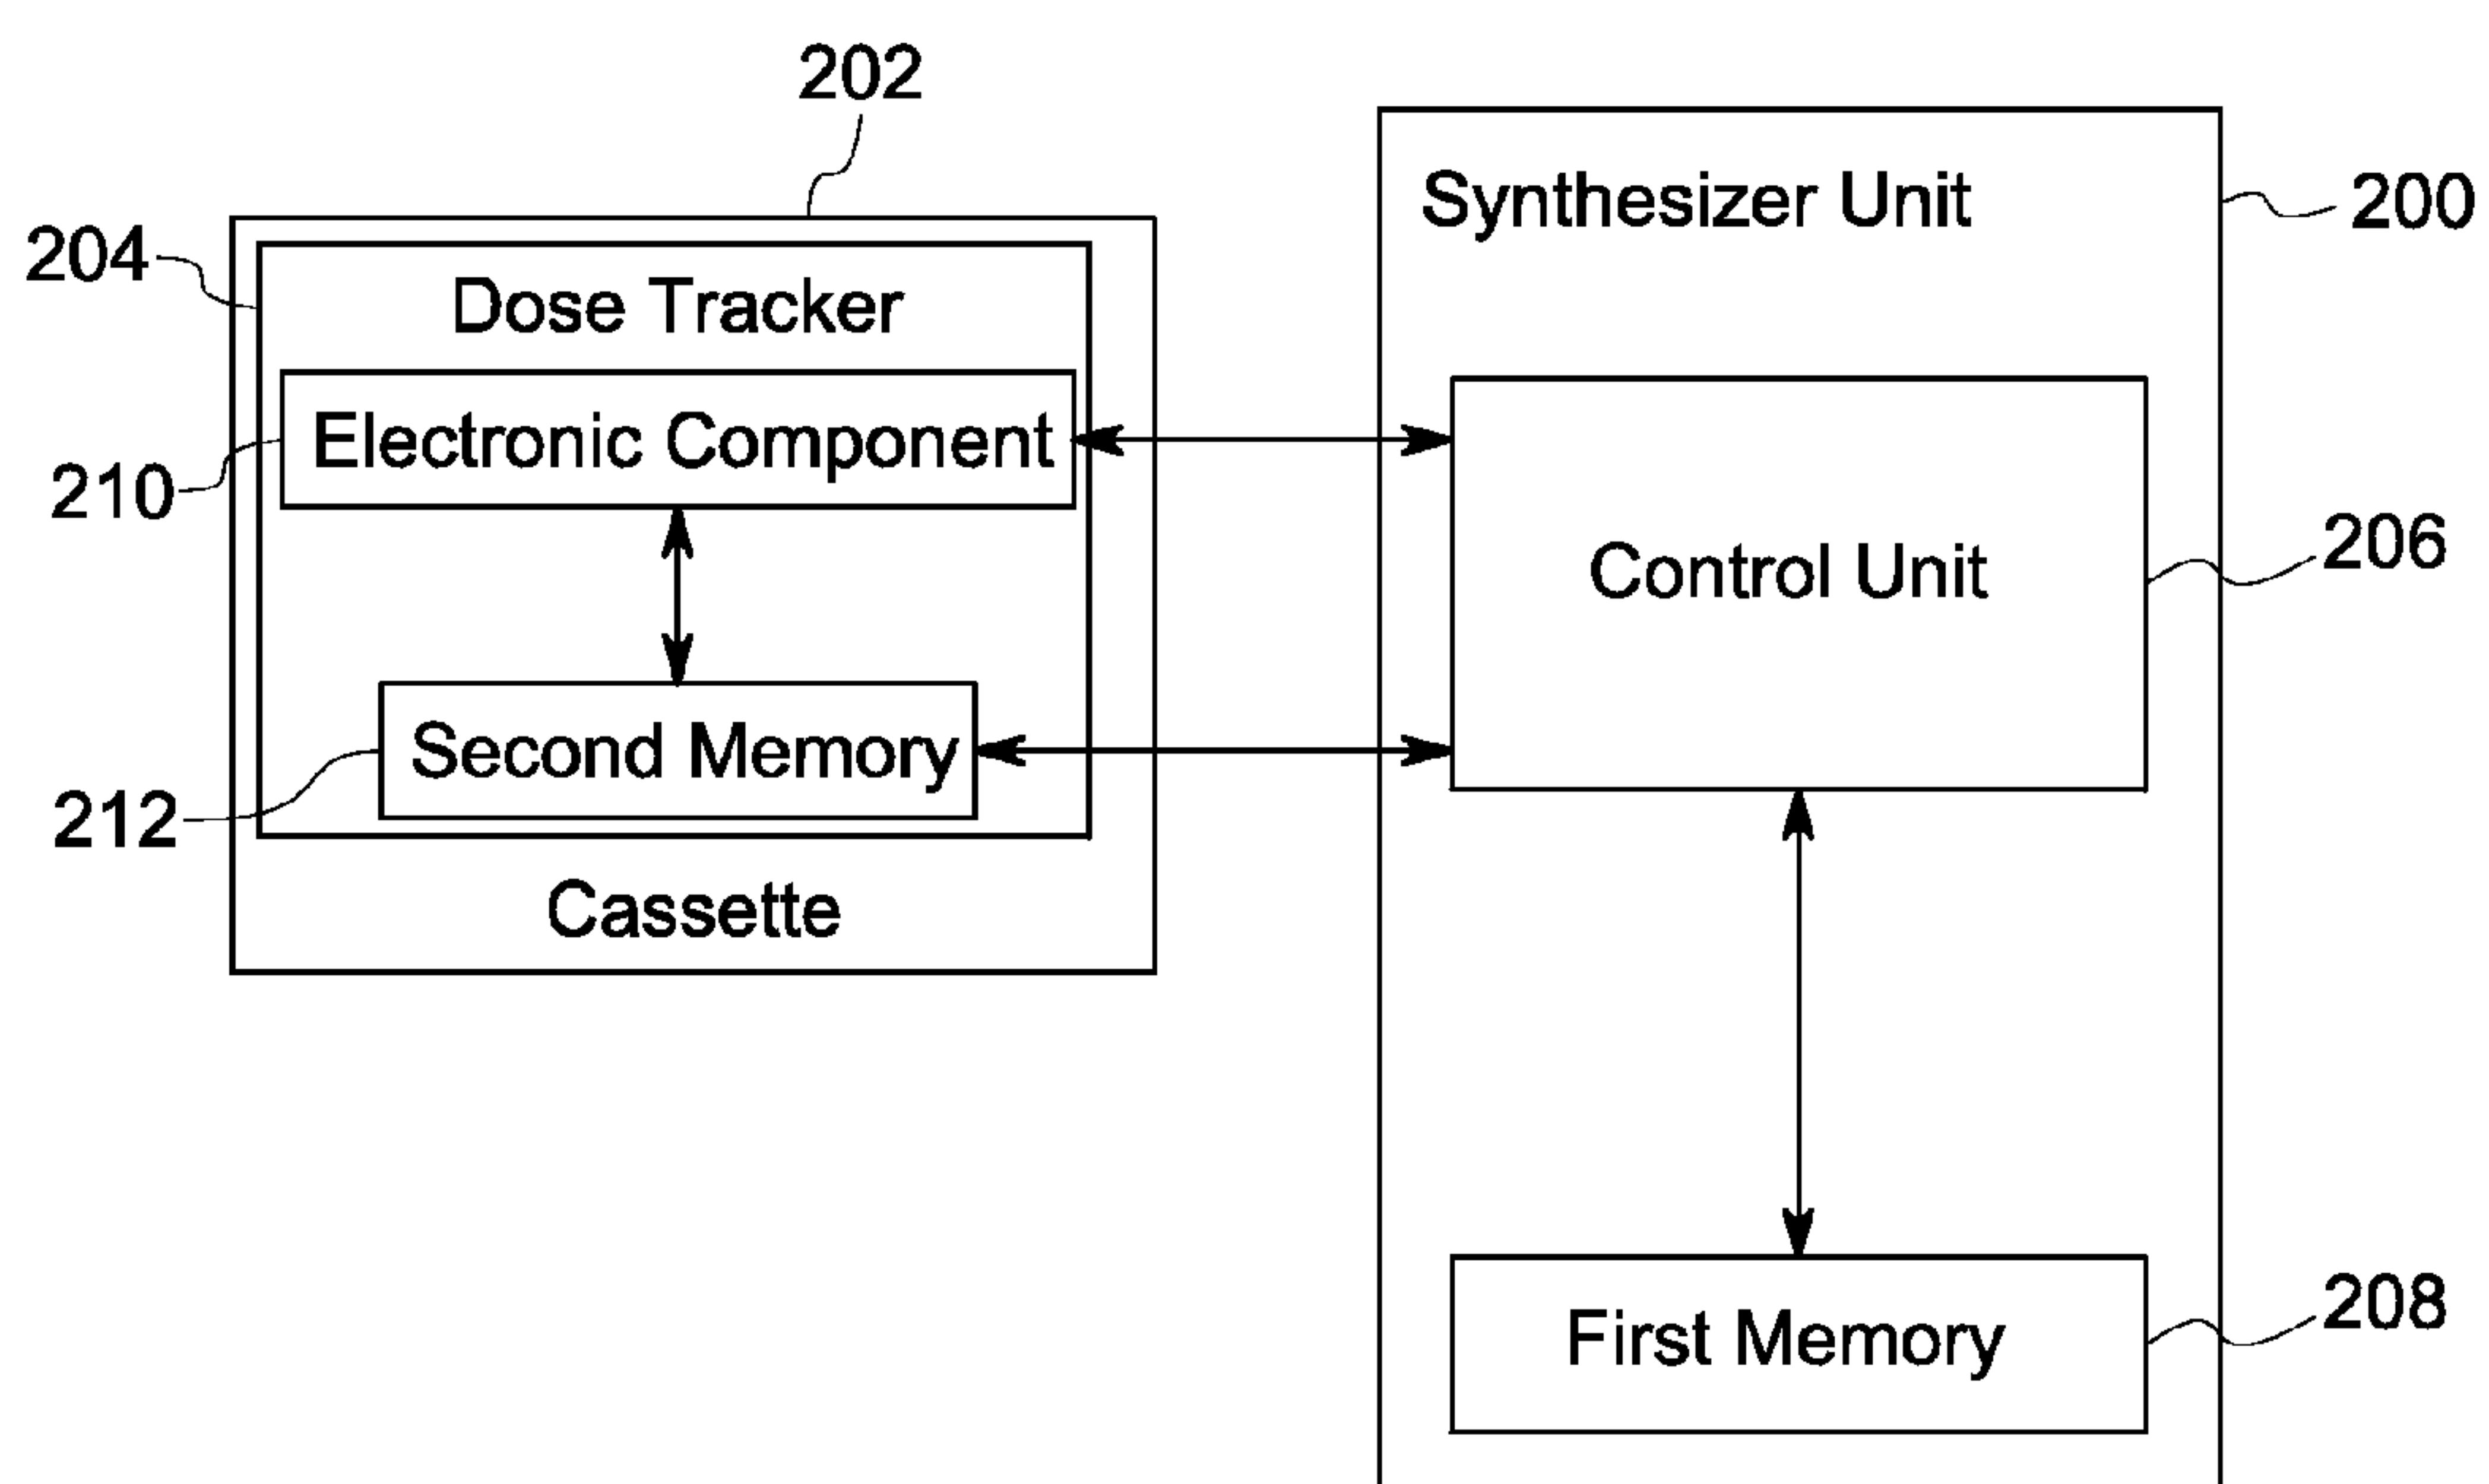 202
Synthesizer Unit
200
204
Dose Tracker
Electronic Component
210
Control Unit
206
Second Memory
212
Cassette
First Memory
208